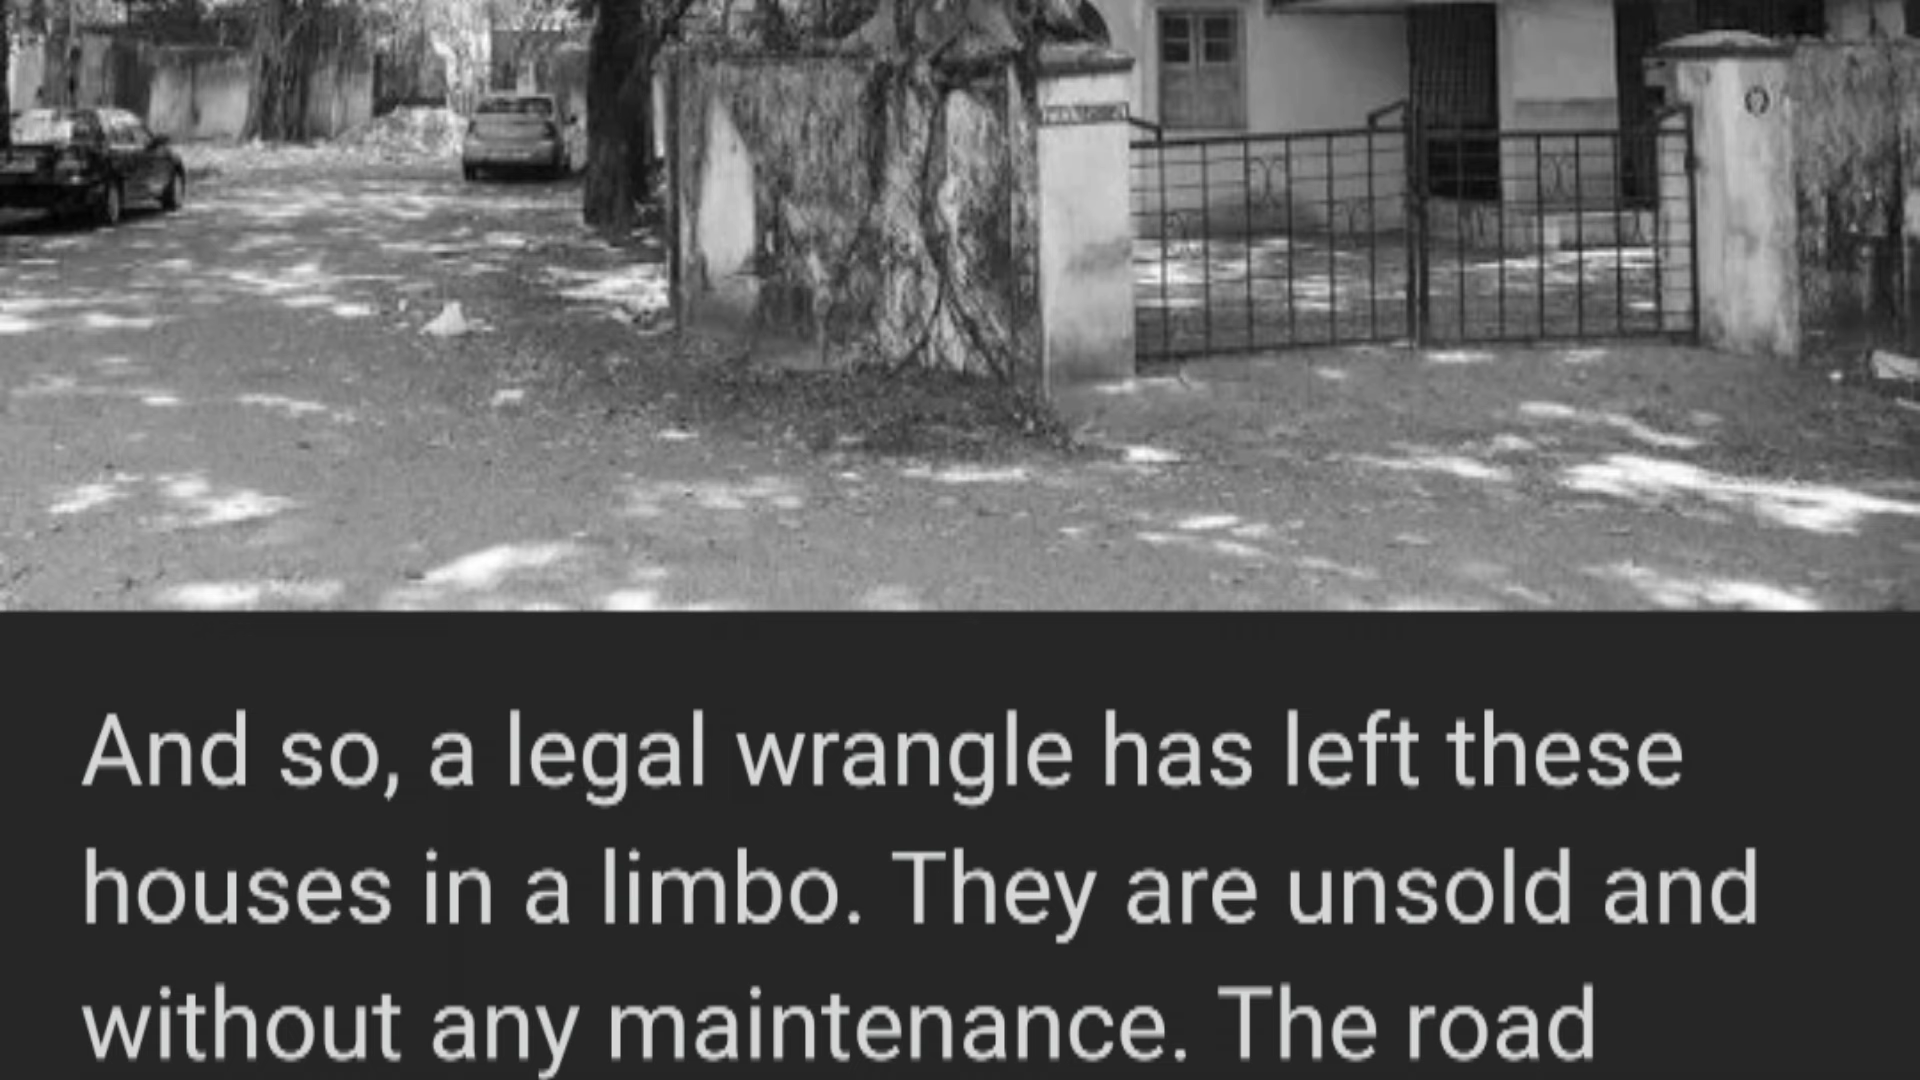 And so, a legal wrangle has left these
houses in a limbo. They are unsold and
without any maintenance. The road